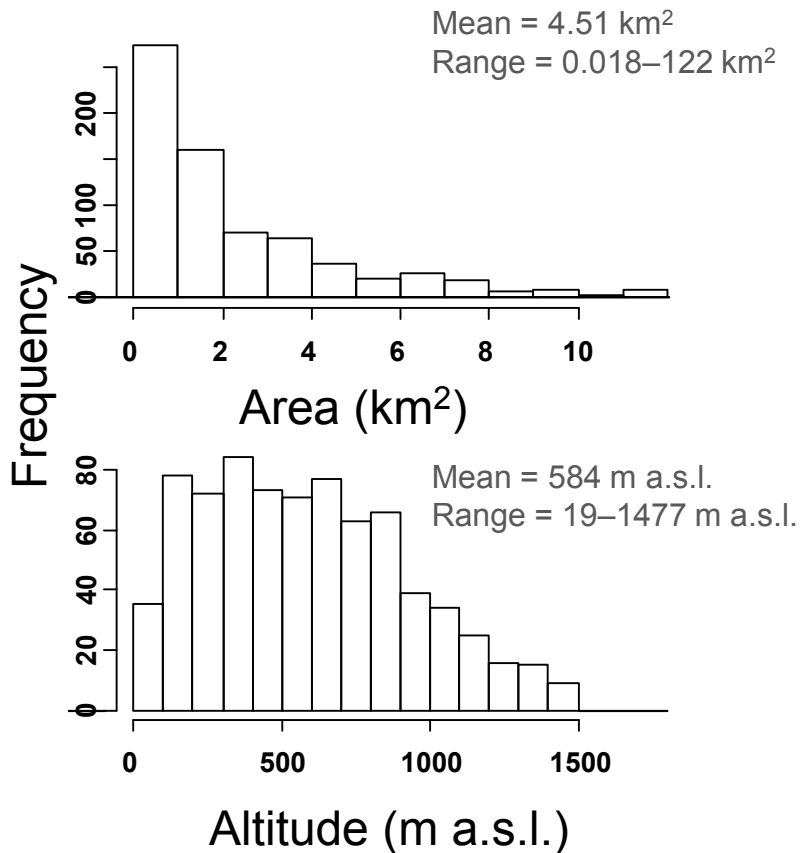 Mean = 4.51 km²
Range = 0.018–122 km²
Frequency
200
100
50
0
0 2 4 6 8 10
Area (km²)
Mean = 584 m a.s.l.
Range = 19–1477 m a.s.l.
80
60
40
20
0
0 500 1000 1500
Altitude (m a.s.l.)